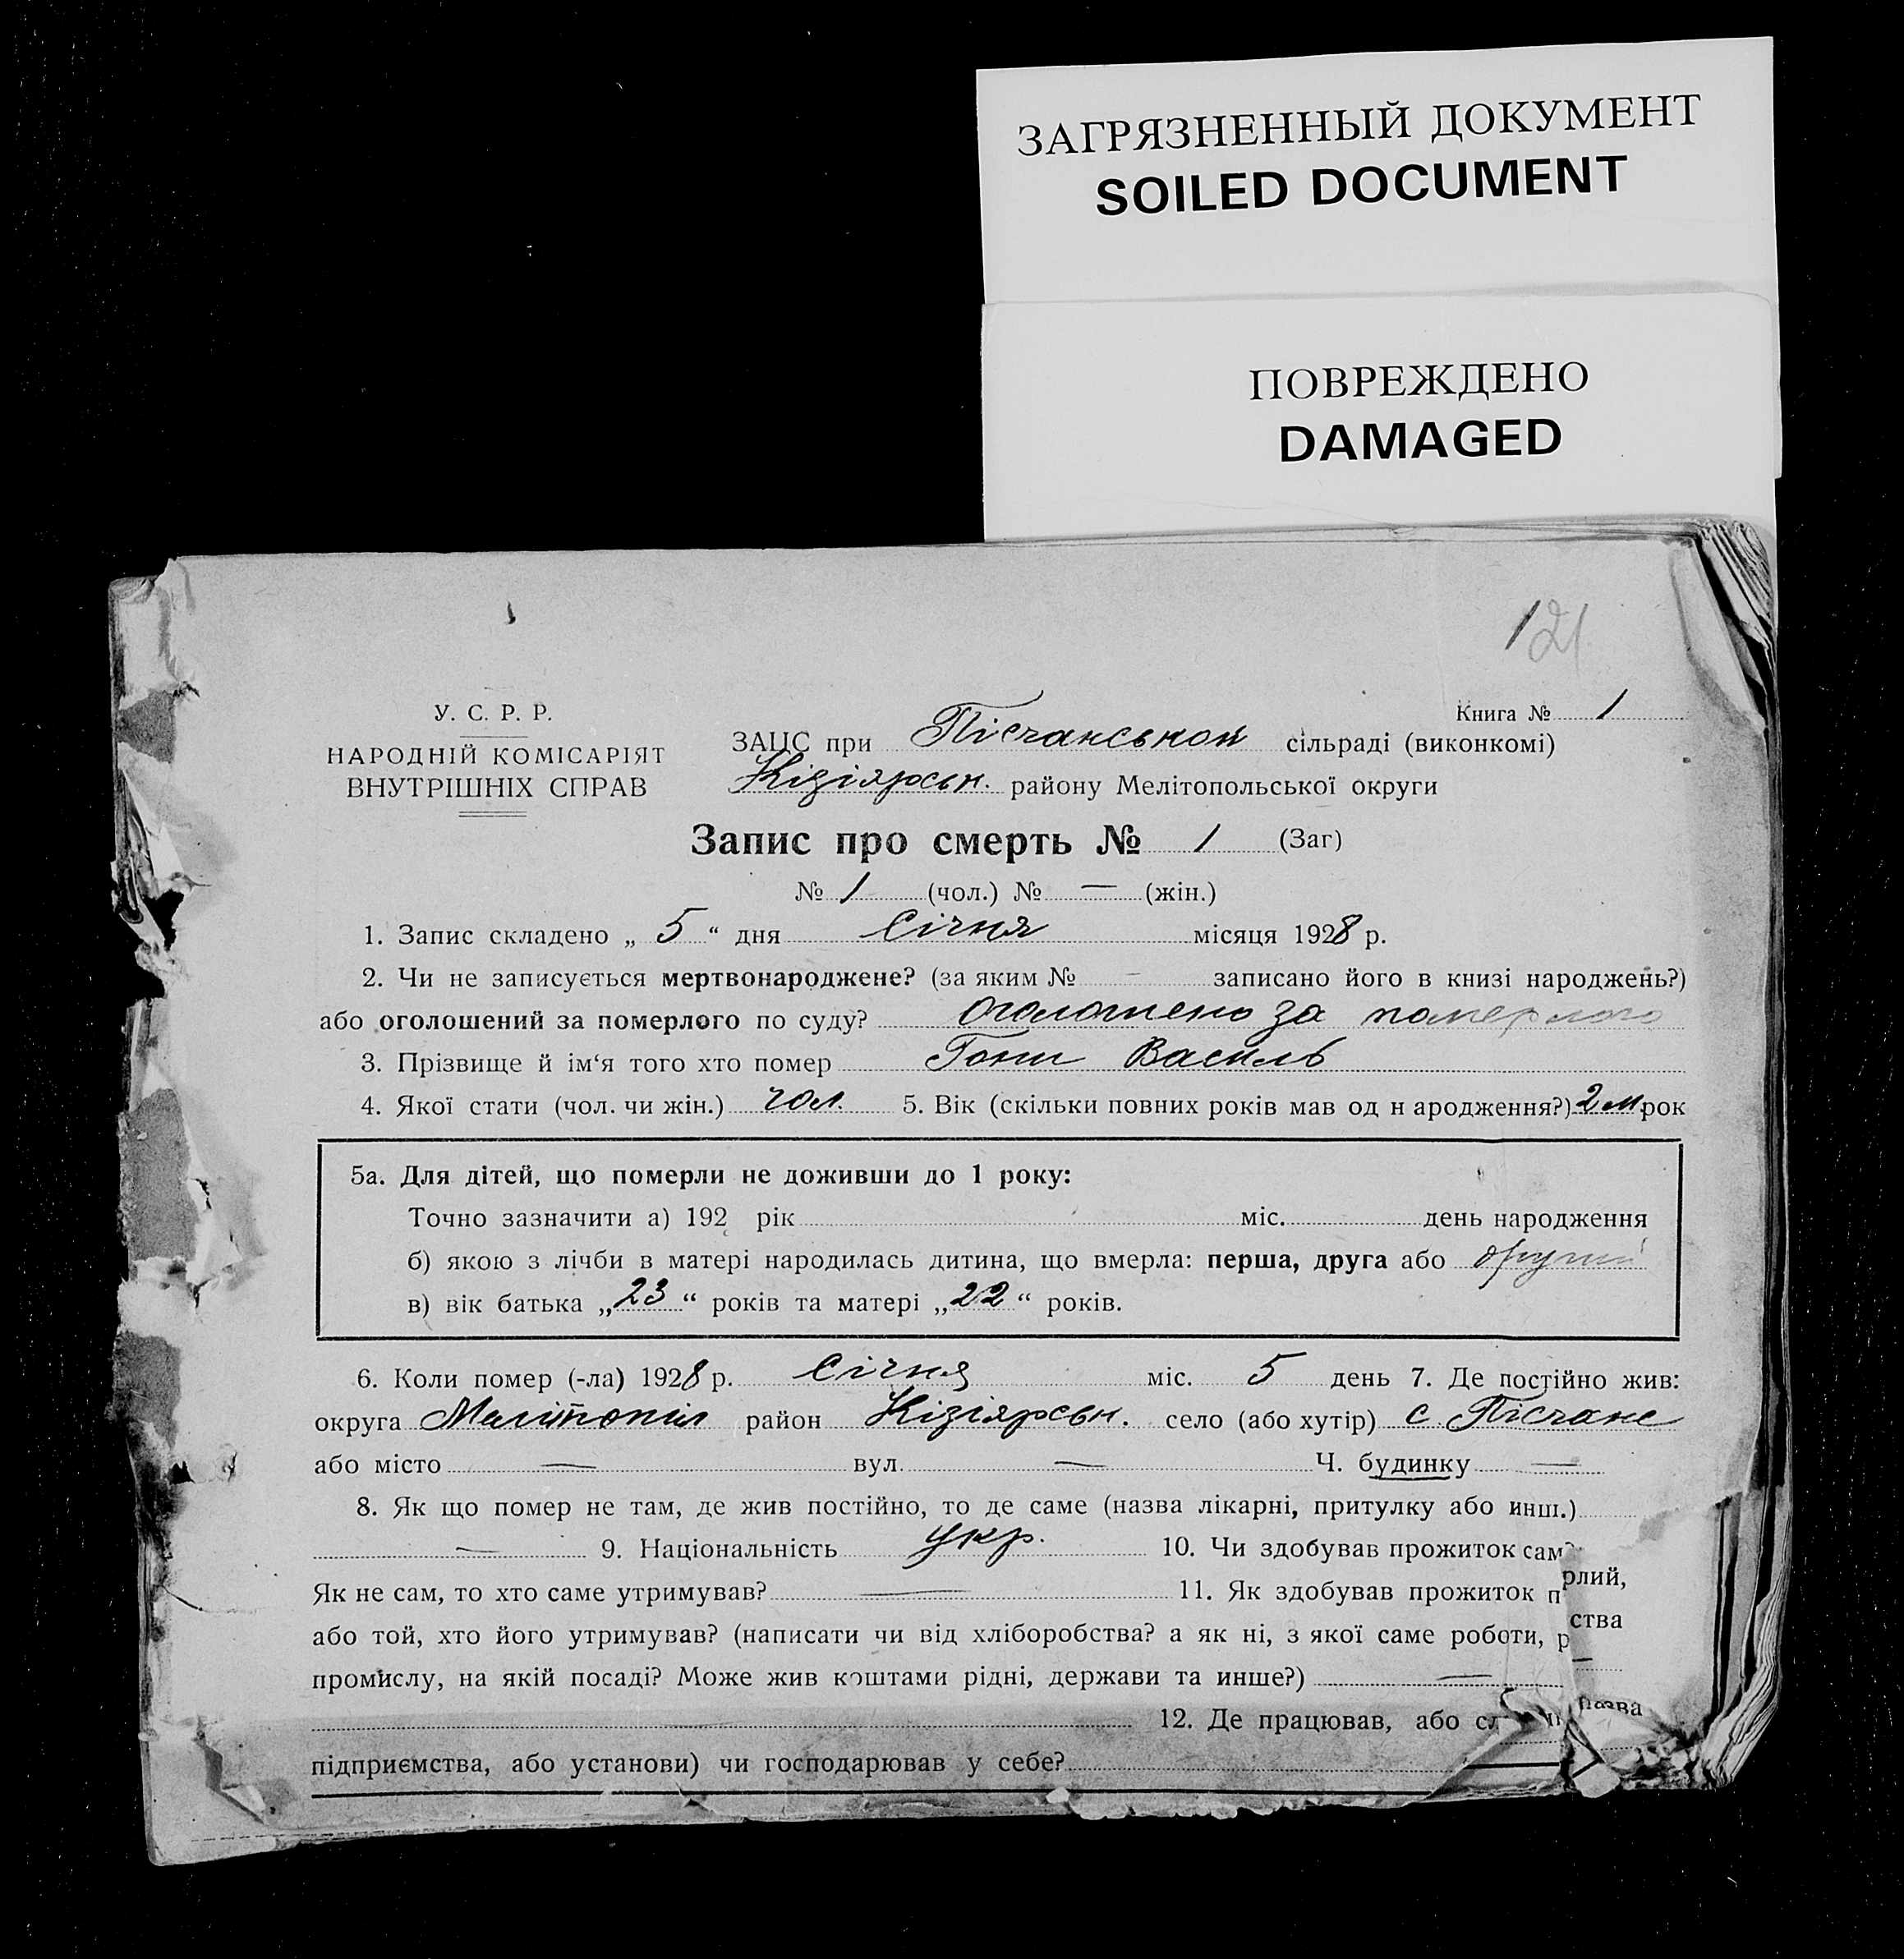 ЗАГРЯЗНЕННЫЙ ДОКУМЕНТ
SOILED DOCUMENT
ПОВРЕЖДЕНО
DAMAGED
121
У. С. Р. Р.
НАРОДНІЙ КОМІСАРІЯТ
ВНУТРІШНІХ СПРАВ
Книга № 1
ЗАЦС при Пісчанській сільраді (виконкомі)
Кізіярськ. району Мелітопольської округи
Запис про смерть № 1 (Заг)
№ 1 (чол.) № — (жін.)
1. Запис складено „ 5 “ дня Січня місяця 1928 р.
2. Чи не записується мертвонароджене? (за яким № – записано його в книзі народжень?)
або оголошений за померлого по суду? оголошено за померлого
3. Прізвище й ім‘я того хто помер Василь
4. Якої стати (чол. чи жін.) чол. 5. Вік (скільки повних років мав од н ародження?) 2 м. рок
5а. Для дітей, що померли не доживши до 1 року:
Точно зазначити а) 192 рік міс. день народження
б) якою з лічби в матері народилась дитина, що вмерла: перша, друга або
в) вік батька „23“ років та матері „22“ років.
6. Коли помер (-ла) 1928 р. Січня міс. 5 день 7. Де постійно жив:
округа Мелітопіл район Кізіярськ. село (або хутір) с. Пісчане
або місто — вул. — Ч. будинку —
8. Як що помер не там, де жив постійно, то де саме (назва лікарні, притулку або инш.)
— 9. Національність укр. 10. Чи здобував прожиток сам
Як не сам, то хто саме утримував? — 11. Як здобував прожиток п рлий,
або той, хто його утримував? (написати чи від хліборобства? а як ні, з якої саме роботи, р ства
промислу, на якій посаді? Може жив коштами рідні, держави та инше?) —
— 12. Де працював, або сл назва
підприємства, або установи) чи господарював у себе?